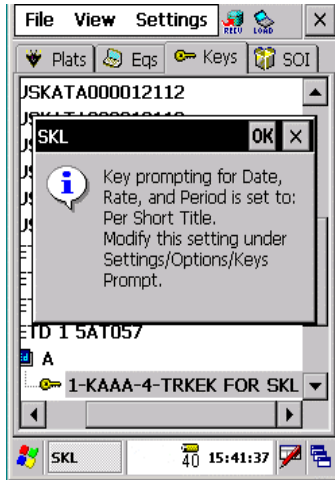 File View Settings RECV LOAD
Plats Eqs Keys SOI
JSKATA000012112
SKL OK
Key prompting for Date,
Rate, and Period is set to:
Per Short Title.
Modify this setting under
Settings/Options/Keys
Prompt.
ETD 1 5AT057
A
1-KAAA-4-TRKEK FOR SKL
SKL 40 15:41:37